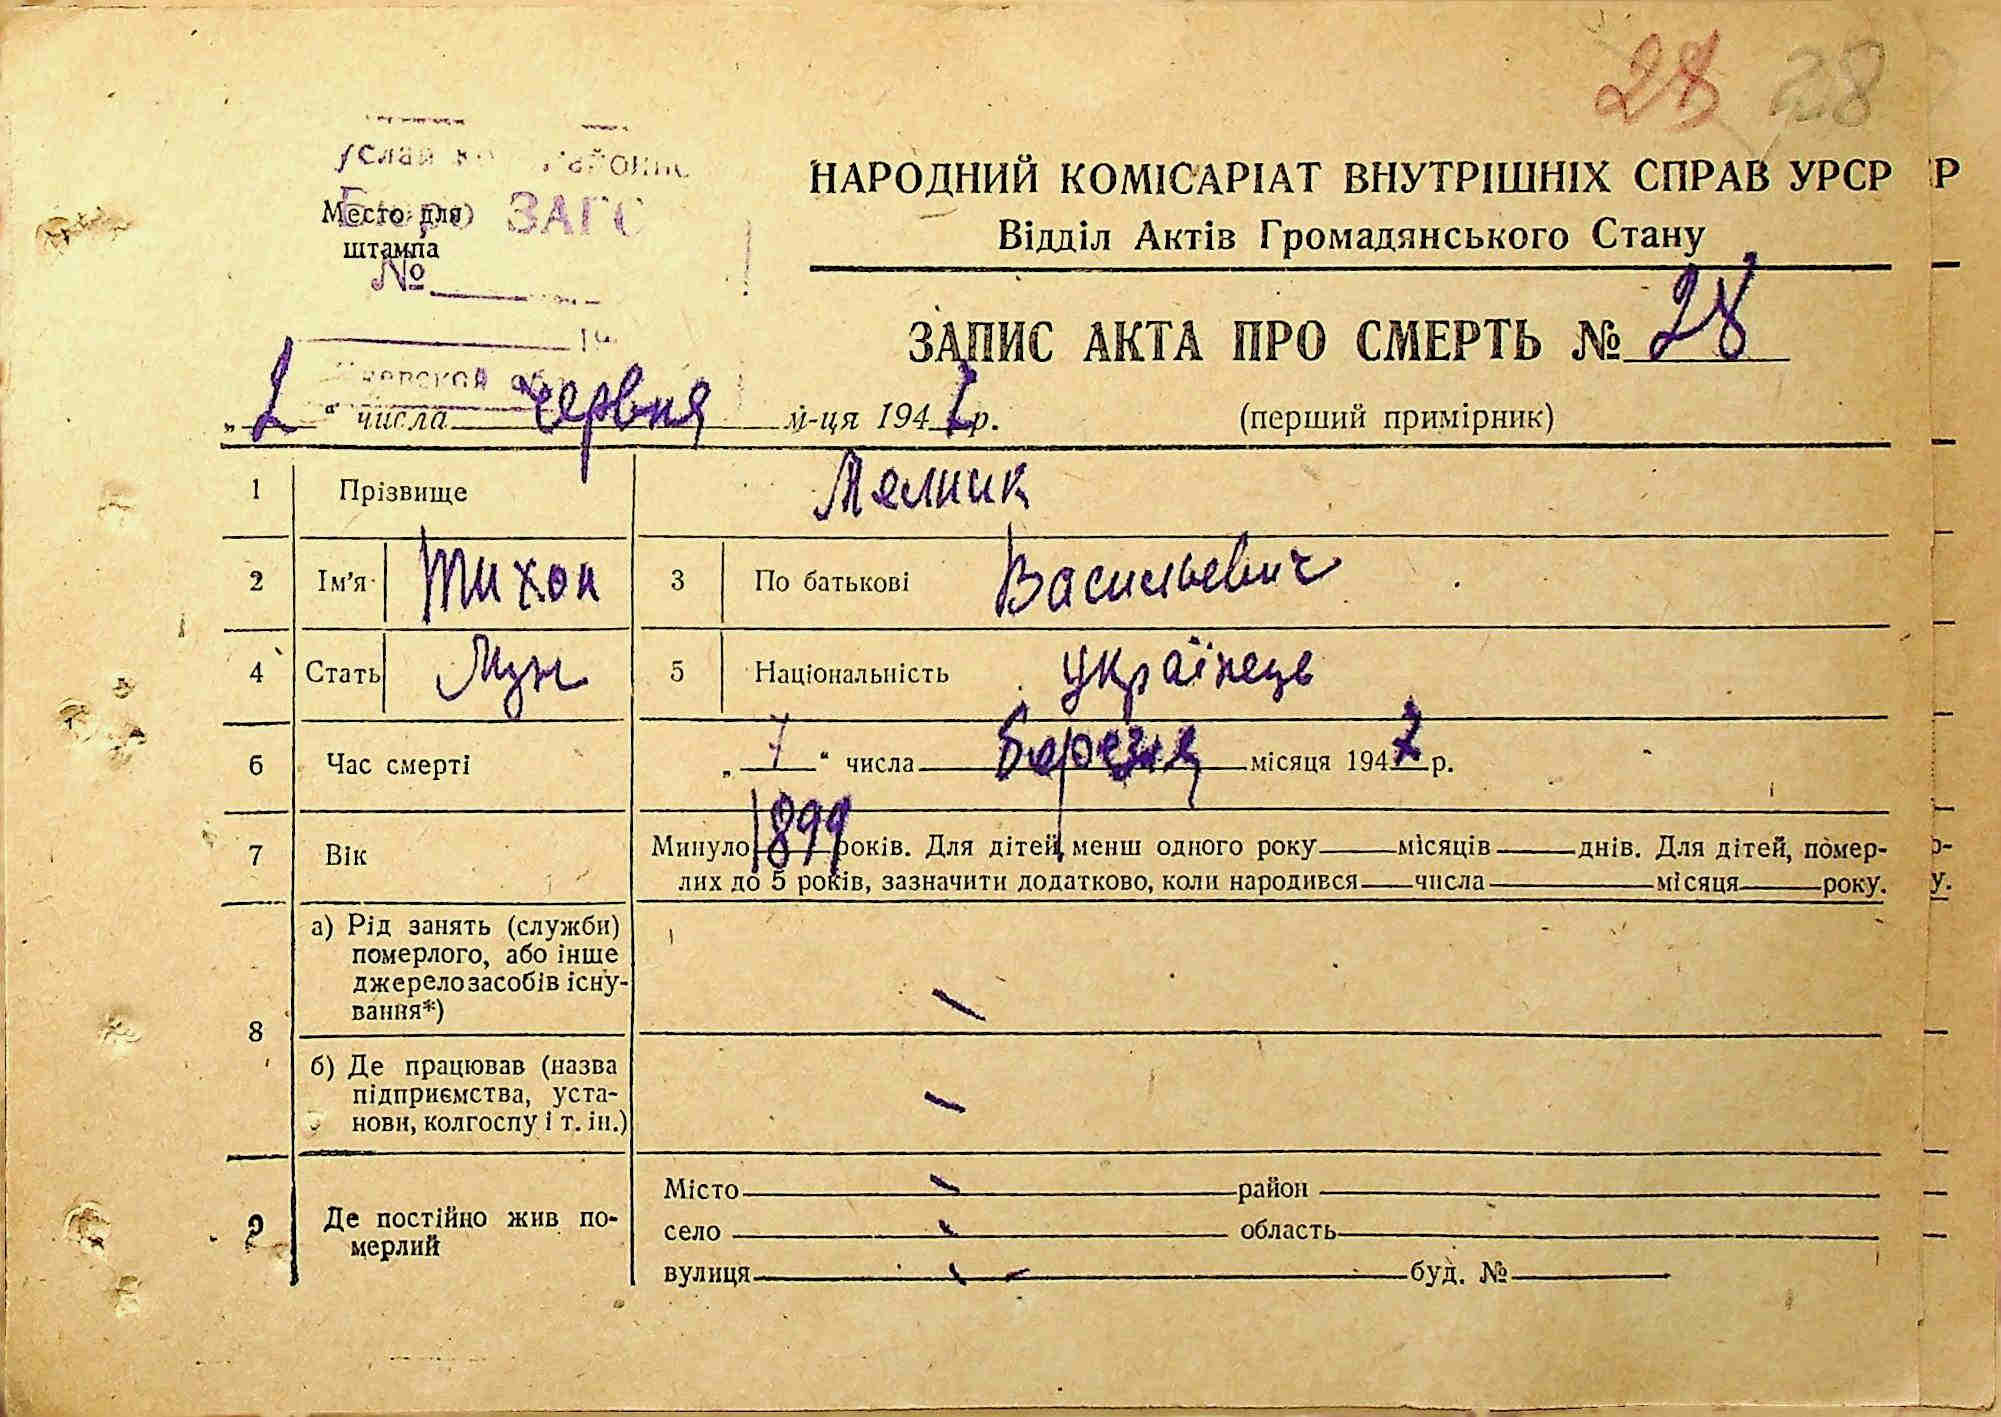 28 28
Бюро ЗАГС
Место для
штампа
№
НАРОДНИЙ КОМІСАРІАТ ВНУТРІШНІХ СПРАВ УРСР Р
Відділ Актів Громадянського Стану
ЗАПИС АКТА ПРО СМЕРТЬ № 28
„2“ числа червня м-ця 1947 р. (перший примірник)
1 Прізвище Мелник
2 Ім'я Тихон 3 По батькові Васильевич
4 Стать Муж 5 Національність Українець
6 Час смерті „7“ числа Березня місяця 1947 р.
7 Вік Минуло 1899 років. Для дітей, менш одного року місяців днів. Для дітей, помер-
лих до 5 років, зазначити додатково, коли народився числа місяця року. у.
8 а) Рід занять (служби)
померлого, або інше
джерело засобів існу-
вання*) —
б) Де працював (назва
підприємства, уста-
нови, колгоспу і т. ін.) —
9 Де постійно жив по-
мерлий
Місто — район
село — область
вулиця — - буд. №